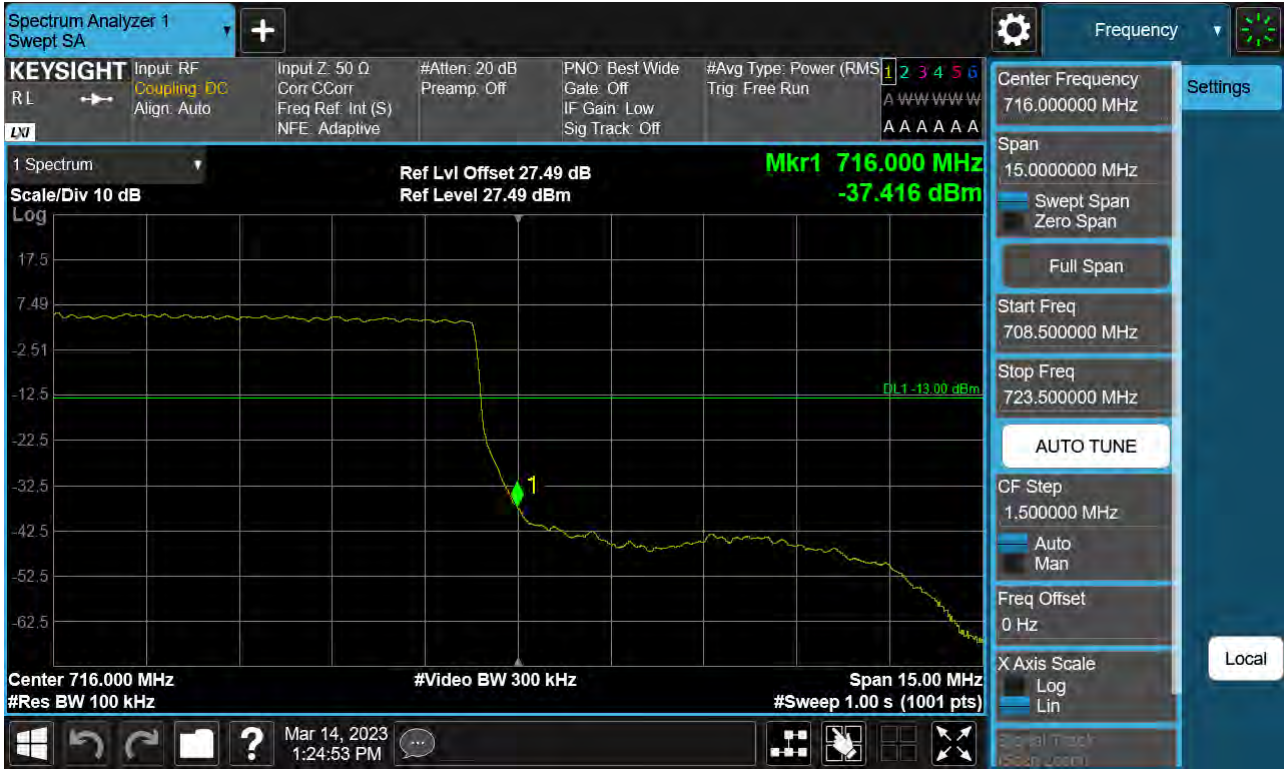 Spectrum Analyzer 1
Swept SA
+
Frequency
KEYSIGHT
R L
LXI
Input: RF
Coupling: DC
Align: Auto
Input Z: 50 Ω
Corr CCorr
Freq Ref: Int (S)
NFE: Adaptive
#Atten: 20 dB
Preamp: Off
PNO: Best Wide
Gate: Off
IF Gain: Low
Sig Track: Off
#Avg Type: Power (RMS
Trig: Free Run
1 2 3 4 5 6
A W W W W W
A A A A A A
1 Spectrum
Scale/Div 10 dB
Log
Ref Lvl Offset 27.49 dB
Ref Level 27.49 dBm
Mkr1 716.000 MHz
-37.416 dBm
17.5
7.49
-2.51
-12.5
-22.5
-32.5
-42.5
-52.5
-62.5
DL1 -13.00 dBm
1
Center 716.000 MHz
#Res BW 100 kHz
#Video BW 300 kHz
Span 15.00 MHz
#Sweep 1.00 s (1001 pts)
Center Frequency
716.000000 MHz
Settings
Span
15.0000000 MHz
Swept Span
Zero Span
Full Span
Start Freq
708.500000 MHz
Stop Freq
723.500000 MHz
AUTO TUNE
CF Step
1.500000 MHz
Auto
Man
Freq Offset
0 Hz
X Axis Scale
Log
Lin
Local
Signal Track
(Span Zoom)
?
Mar 14, 2023
1:24:53 PM